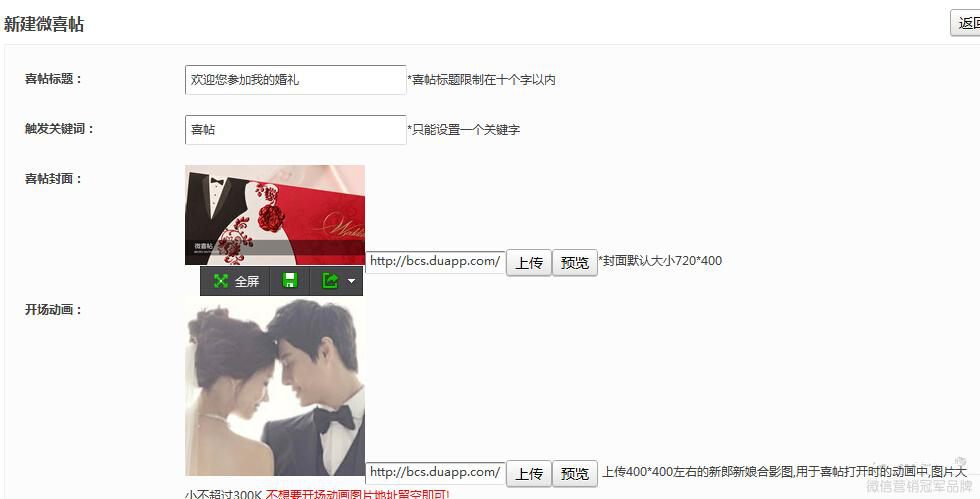 新建微喜帖
返回
喜帖标题：
欢迎您参加我的婚礼
*喜帖标题限制在十个字以内
触发关键词：
喜帖
*只能设置一个关键字
喜帖封面：
微喜帖
http://bcs.duapp.com/
上传
预览
*封面默认大小720*400
全屏
开场动画：
http://bcs.duapp.com/
上传
预览
上传400*400左右的新郎新娘合影图,用于喜帖打开时的动画中,图片大
小不超过300K 不想要开场动画图片地址留空即可!
微信营销冠军品牌